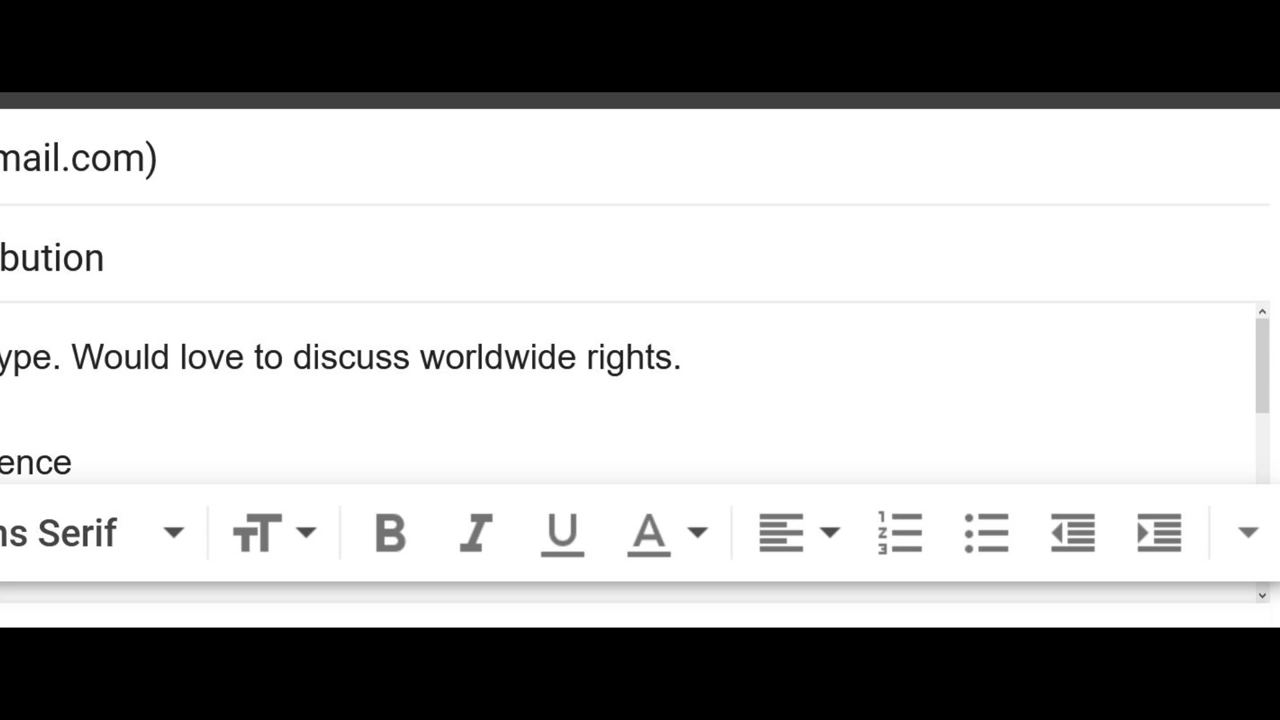 mail.com)
bution
ype. Would love to discuss worldwide rights.
ence
ns Serif